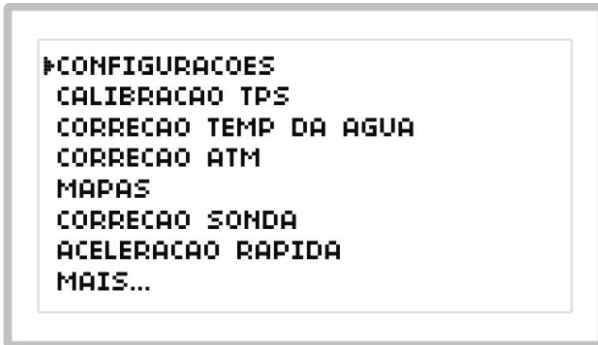 CONFIGURACOES
CALIBRACAO TPS
CORRECAO TEMP DA AGUA
CORRECAO ATM
MAPAS
CORRECAO SONDA
ACELERACAO RAPIDA
MAIS...